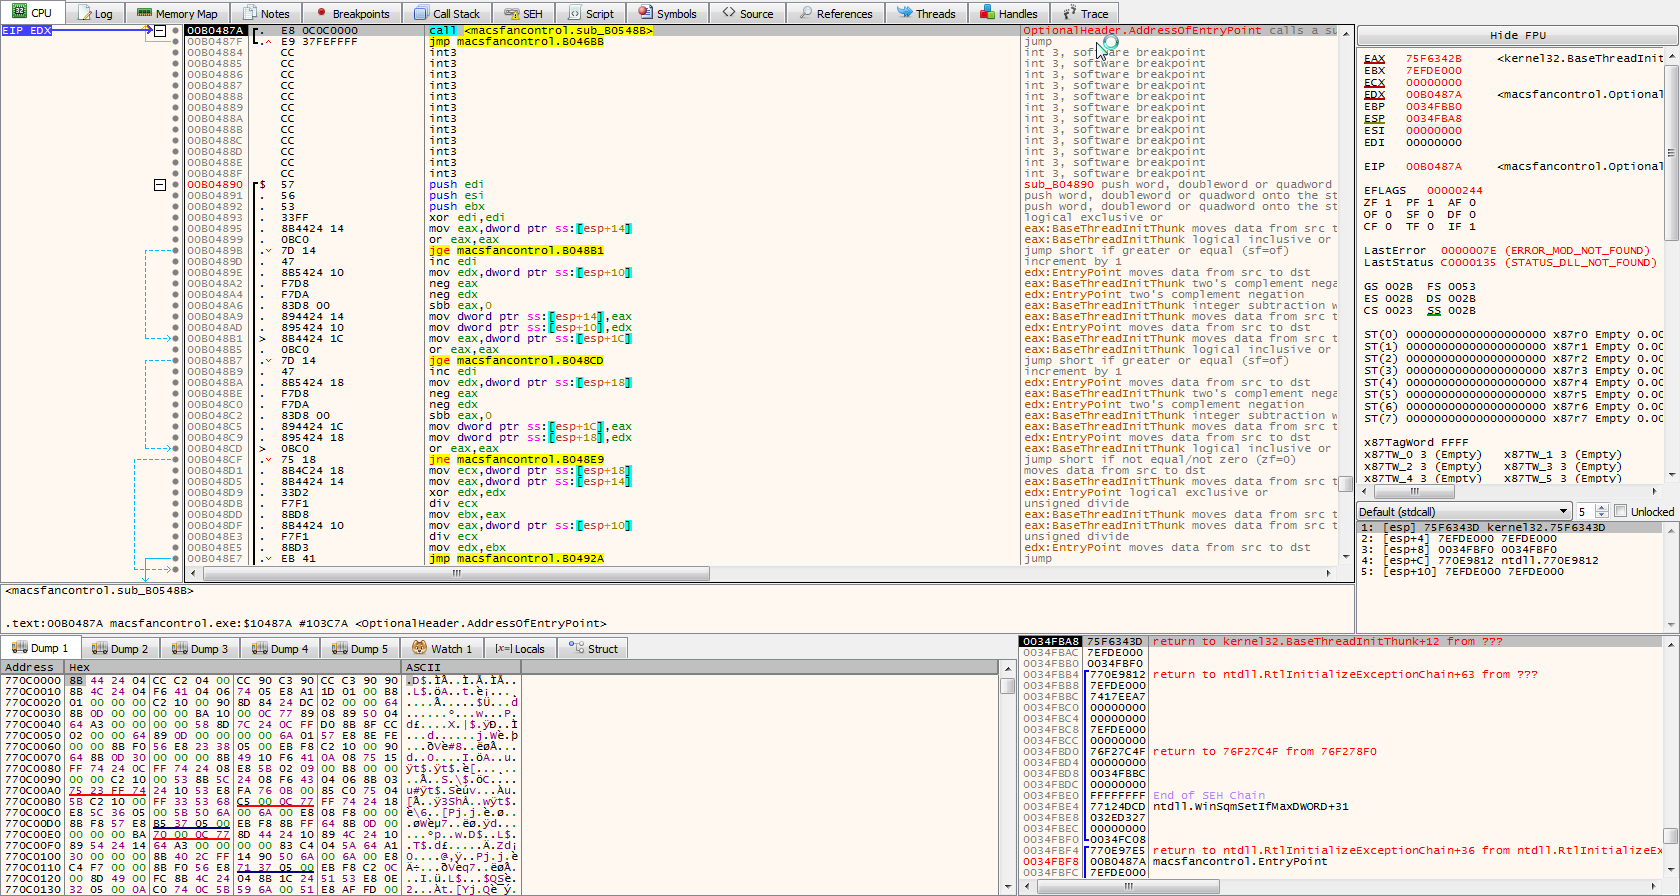 CPU Log Memory Map Notes Breakpoints Call Stack SEH Script Symbols Source References Threads Handles Trace
EIP EDX
00B0487A E8 0C0C0000 call <macsfancontrol.sub_B0548B> OptionalHeader.AddressOfEntryPoint calls a su
00B0487F E9 37FEFFFF jmp macsfancontrol.B046BB jump
00B04884 CC int3 int 3, software breakpoint
00B04885 CC int3 int 3, software breakpoint
00B04886 CC int3 int 3, software breakpoint
00B04887 CC int3 int 3, software breakpoint
00B04888 CC int3 int 3, software breakpoint
00B04889 CC int3 int 3, software breakpoint
00B0488A CC int3 int 3, software breakpoint
00B0488B CC int3 int 3, software breakpoint
00B0488C CC int3 int 3, software breakpoint
00B0488D CC int3 int 3, software breakpoint
00B0488E CC int3 int 3, software breakpoint
00B0488F CC int3 int 3, software breakpoint
00B04890 $ 57 push edi sub_B04890 push word, doubleword or quadword
00B04891 . 56 push esi push word, doubleword or quadword onto the st
00B04892 . 53 push ebx push word, doubleword or quadword onto the st
00B04893 . 33FF xor edi,edi logical exclusive or
00B04895 . 8B4424 14 mov eax,dword ptr ss:[esp+14] eax:BaseThreadInitThunk moves data from src t
00B04899 . 0BC0 or eax,eax eax:BaseThreadInitThunk logical inclusive or
00B0489B . 7D 14 jge macsfancontrol.B048B1 jump short if greater or equal (sf=of)
00B0489D . 47 inc edi increment by 1
00B0489E . 8B5424 10 mov edx,dword ptr ss:[esp+10] edx:EntryPoint moves data from src to dst
00B048A2 . F7D8 neg eax eax:BaseThreadInitThunk two's complement nega
00B048A4 . F7DA neg edx edx:EntryPoint two's complement negation
00B048A6 . 83D8 00 sbb eax,0 eax:BaseThreadInitThunk integer subtraction w
00B048A9 . 894424 14 mov dword ptr ss:[esp+14],eax eax:BaseThreadInitThunk moves data from src t
00B048AD . 895424 10 mov dword ptr ss:[esp+10],edx edx:EntryPoint moves data from src to dst
00B048B1 > 8B4424 1C mov eax,dword ptr ss:[esp+1C] eax:BaseThreadInitThunk moves data from src t
00B048B5 . 0BC0 or eax,eax eax:BaseThreadInitThunk logical inclusive or
00B048B7 . 7D 14 jge macsfancontrol.B048CD jump short if greater or equal (sf=of)
00B048B9 . 47 inc edi increment by 1
00B048BA . 8B5424 18 mov edx,dword ptr ss:[esp+18] edx:EntryPoint moves data from src to dst
00B048BE . F7D8 neg eax eax:BaseThreadInitThunk two's complement nega
00B048C0 . F7DA neg edx edx:EntryPoint two's complement negation
00B048C2 . 83D8 00 sbb eax,0 eax:BaseThreadInitThunk integer subtraction w
00B048C5 . 894424 1C mov dword ptr ss:[esp+1C],eax eax:BaseThreadInitThunk moves data from src t
00B048C9 . 895424 18 mov dword ptr ss:[esp+18],edx edx:EntryPoint moves data from src to dst
00B048CD > 0BC0 or eax,eax eax:BaseThreadInitThunk logical inclusive or
00B048CF . 75 18 jne macsfancontrol.B048E9 jump short if not equal/not zero (zf=0)
00B048D1 . 8B4C24 18 mov ecx,dword ptr ss:[esp+18] moves data from src to dst
00B048D5 . 8B4424 14 mov eax,dword ptr ss:[esp+14] eax:BaseThreadInitThunk moves data from src t
00B048D9 . 33D2 xor edx,edx edx:EntryPoint logical exclusive or
00B048DB . F7F1 div ecx unsigned divide
00B048DD . 8BD8 mov ebx,eax eax:BaseThreadInitThunk moves data from src t
00B048DF . 8B4424 10 mov eax,dword ptr ss:[esp+10] eax:BaseThreadInitThunk moves data from src t
00B048E3 . F7F1 div ecx unsigned divide
00B048E5 . 8BD3 mov edx,ebx edx:EntryPoint moves data from src to dst
00B048E7 . EB 41 jmp macsfancontrol.B0492A jump
Hide FPU
EAX 75F6342B <kernel32.BaseThreadInit
EBX 7EFDE000
ECX 00000000
EDX 00B0487A <macsfancontrol.Optional
EBP 0034FBB0
ESP 0034FBA8
ESI 00000000
EDI 00000000
EIP 00B0487A <macsfancontrol.Optional
EFLAGS 00000244
ZF 1 PF 1 AF 0
OF 0 SF 0 DF 0
CF 0 TF 0 IF 1
LastError 0000007E (ERROR_MOD_NOT_FOUND)
LastStatus C0000135 (STATUS_DLL_NOT_FOUND)
GS 002B FS 0053
ES 002B DS 002B
CS 0023 SS 002B
ST(0) 00000000000000000000 x87r0 Empty 0.00
ST(1) 00000000000000000000 x87r1 Empty 0.00
ST(2) 00000000000000000000 x87r2 Empty 0.00
ST(3) 00000000000000000000 x87r3 Empty 0.00
ST(4) 00000000000000000000 x87r4 Empty 0.00
ST(5) 00000000000000000000 x87r5 Empty 0.00
ST(6) 00000000000000000000 x87r6 Empty 0.00
ST(7) 00000000000000000000 x87r7 Empty 0.00
x87TagWord FFFF
x87TW_0 3 (Empty) x87TW_1 3 (Empty)
x87TW_2 3 (Empty) x87TW_3 3 (Empty)
x87TW_4 3 (Empty) x87TW_5 3 (Empty)
Default (stdcall) 5 Unlocked
1: [esp] 75F6343D kernel32.75F6343D
2: [esp+4] 7EFDE000 7EFDE000
3: [esp+8] 0034FBF0 0034FBF0
4: [esp+C] 770E9812 ntdll.770E9812
5: [esp+10] 7EFDE000 7EFDE000
<macsfancontrol.sub_B0548B>
.text:00B0487A macsfancontrol.exe:$10487A #103C7A <OptionalHeader.AddressOfEntryPoint>
Dump 1 Dump 2 Dump 3 Dump 4 Dump 5 Watch 1 Locals Struct
Address Hex ASCII
770C0000 8B 44 24 04 CC C2 04 00 CC 90 C3 90 CC C3 90 90
770C0010 8B 4C 24 04 F6 41 04 06 74 05 E8 A1 1D 01 00 B8
770C0020 01 00 00 00 C2 10 00 90 8D 84 24 DC 02 00 00 64
770C0030 8B 0D 00 00 00 00 BA 10 00 0C 77 89 08 89 50 04
770C0040 64 A3 00 00 00 00 58 8D 7C 24 0C FF D0 8B 8F CC
770C0050 02 00 00 64 89 0D 00 00 00 00 6A 01 57 E8 8E FE
770C0060 00 00 8B F0 56 E8 23 38 05 00 EB F8 C2 10 00 90
770C0070 64 8B 0D 30 00 00 00 8B 49 10 F6 41 0A 08 75 15
770C0080 FF 74 24 0C FF 74 24 08 E8 5B 02 09 00 B8 00 00
770C0090 00 00 C2 10 00 53 8B 5C 24 08 F6 43 04 06 8B 03
770C00A0 75 23 FF 74 24 10 53 E8 FA 76 0B 00 85 C0 75 04
770C00B0 5B C2 10 00 FF 33 53 68 C5 00 0C 77 FF 74 24 18
770C00C0 E8 5C 36 05 00 5B 50 6A 00 6A 00 E8 08 F8 00 00
770C00D0 8B F8 57 E8 B5 37 05 00 EB F8 8B FF 64 8B 0D 00
770C00E0 00 00 00 BA 70 00 0C 77 8D 44 24 10 89 4C 24 10
770C00F0 89 54 24 14 64 A3 00 00 00 00 83 C4 04 5A 64 A1
770C0100 30 00 00 00 8B 40 2C FF 14 90 50 6A 00 6A 00 E8
770C0110 C4 F7 00 00 8B F0 56 E8 71 37 05 00 EB F8 C2 0C
770C0120 00 8D 49 00 FC 8B 4C 24 04 8B 1C 24 51 53 E8 0E
770C0130 32 05 00 0A C0 74 0C 5B 59 6A 00 51 E8 AF FD 00
0034FBA8 75F6343D return to kernel32.BaseThreadInitThunk+12 from ???
0034FBAC 7EFDE000
0034FBB0 0034FBF0
0034FBB4 770E9812 return to ntdll.RtlInitializeExceptionChain+63 from ???
0034FBB8 7EFDE000
0034FBBC 7417EEA7
0034FBC0 00000000
0034FBC4 00000000
0034FBC8 7EFDE000
0034FBCC 00000000
0034FBD0 76F27C4F return to 76F27C4F from 76F278F0
0034FBD4 00000000
0034FBD8 0034FBBC
0034FBDC 00000000
0034FBE0 FFFFFFFF End of SEH Chain
0034FBE4 77124DCD ntdll.WinSqmSetIfMaxDWORD+31
0034FBE8 032ED327
0034FBEC 00000000
0034FBF0 0034FC08
0034FBF4 770E97E5 return to ntdll.RtlInitializeExceptionChain+36 from ntdll.RtlInitializeEx
0034FBF8 00B0487A macsfancontrol.EntryPoint
0034FBFC 7EFDE000